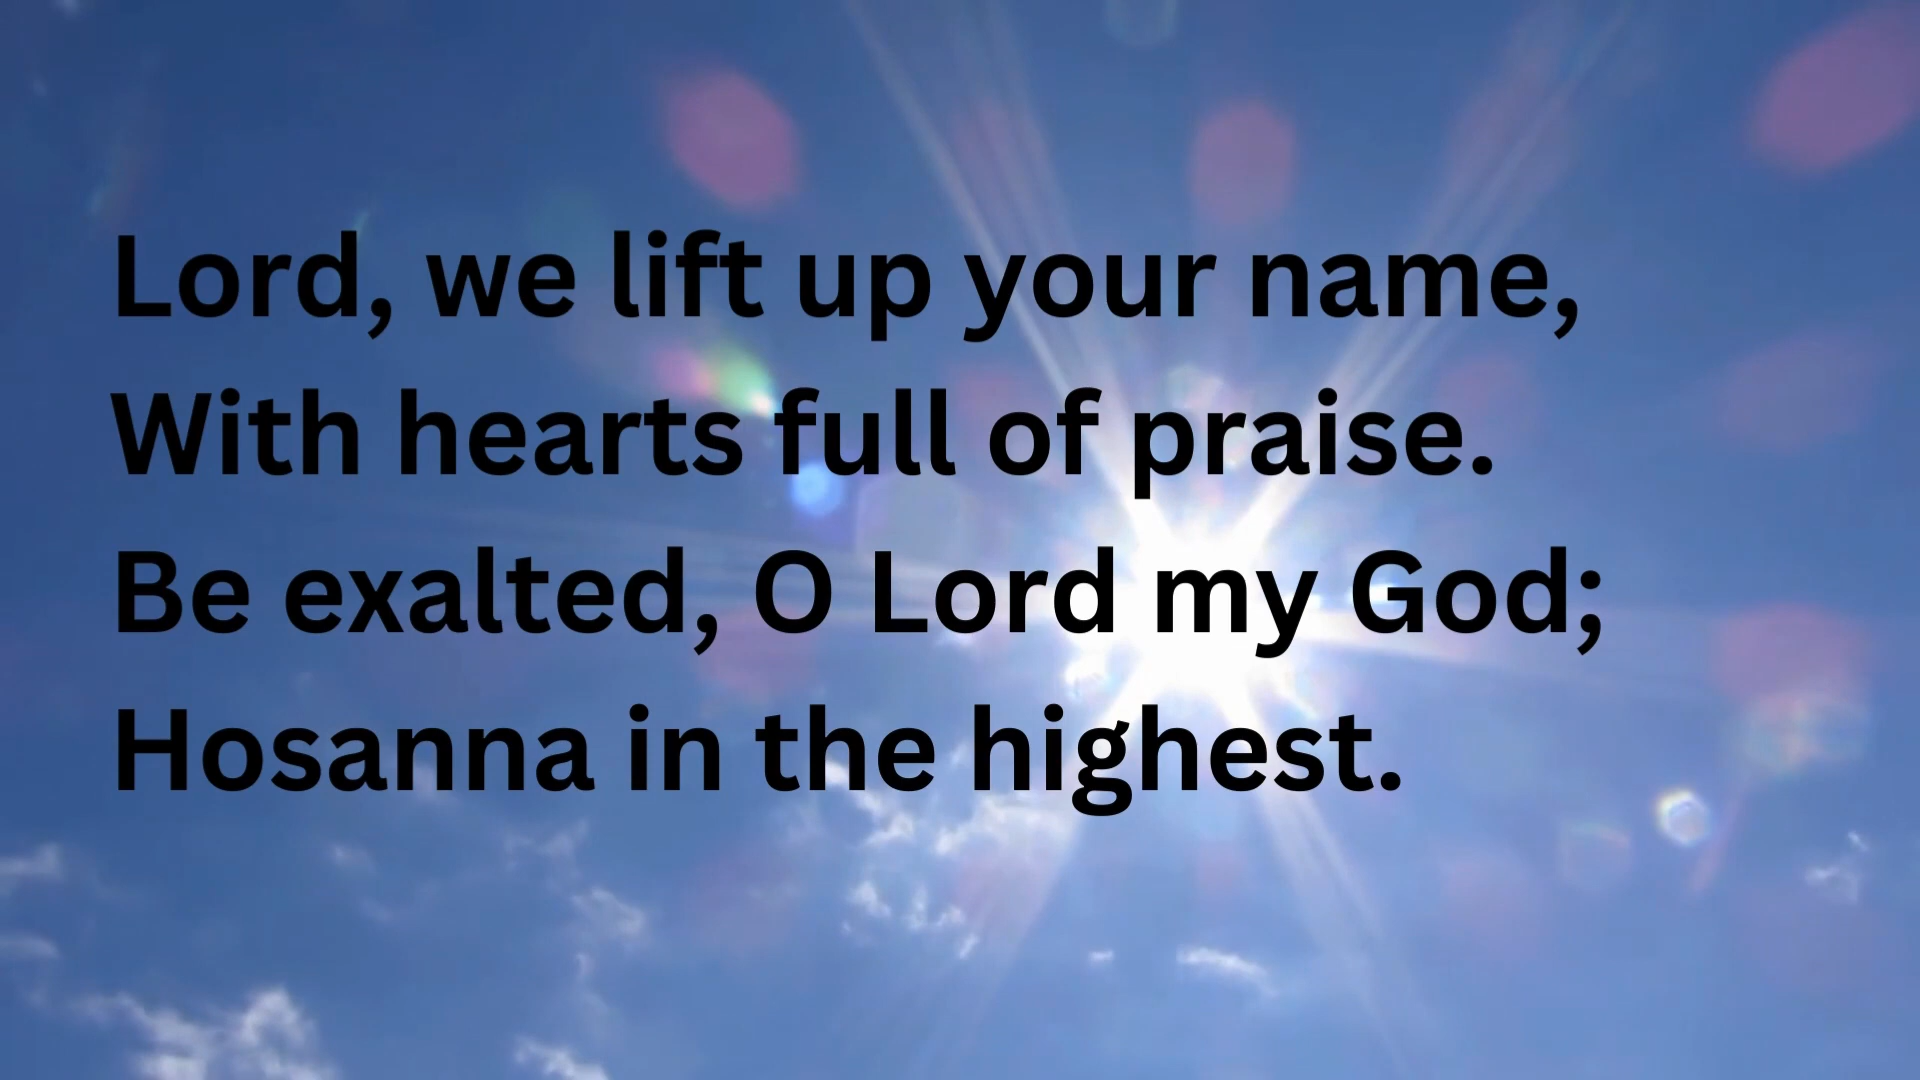 Lord, we lift up your name,
With hearts full of praise.
Be exalted, O Lord my God;
Hosanna in the highest.